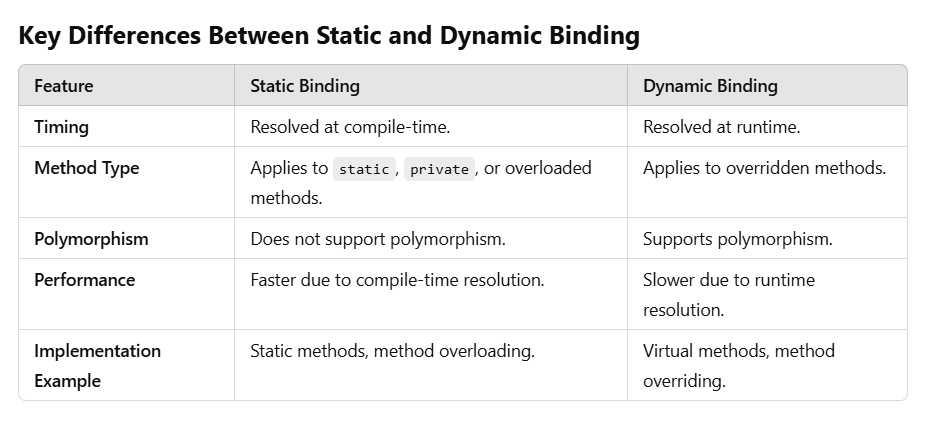 Key Differences Between Static and Dynamic Binding
Feature Static Binding Dynamic Binding
Timing Resolved at compile-time. Resolved at runtime.
Method Type Applies to static, private, or overloaded Applies to overridden methods.
methods.
Polymorphism Does not support polymorphism. Supports polymorphism.
Performance Faster due to compile-time resolution. Slower due to runtime
resolution.
Implementation Static methods, method overloading. Virtual methods, method
Example overriding.